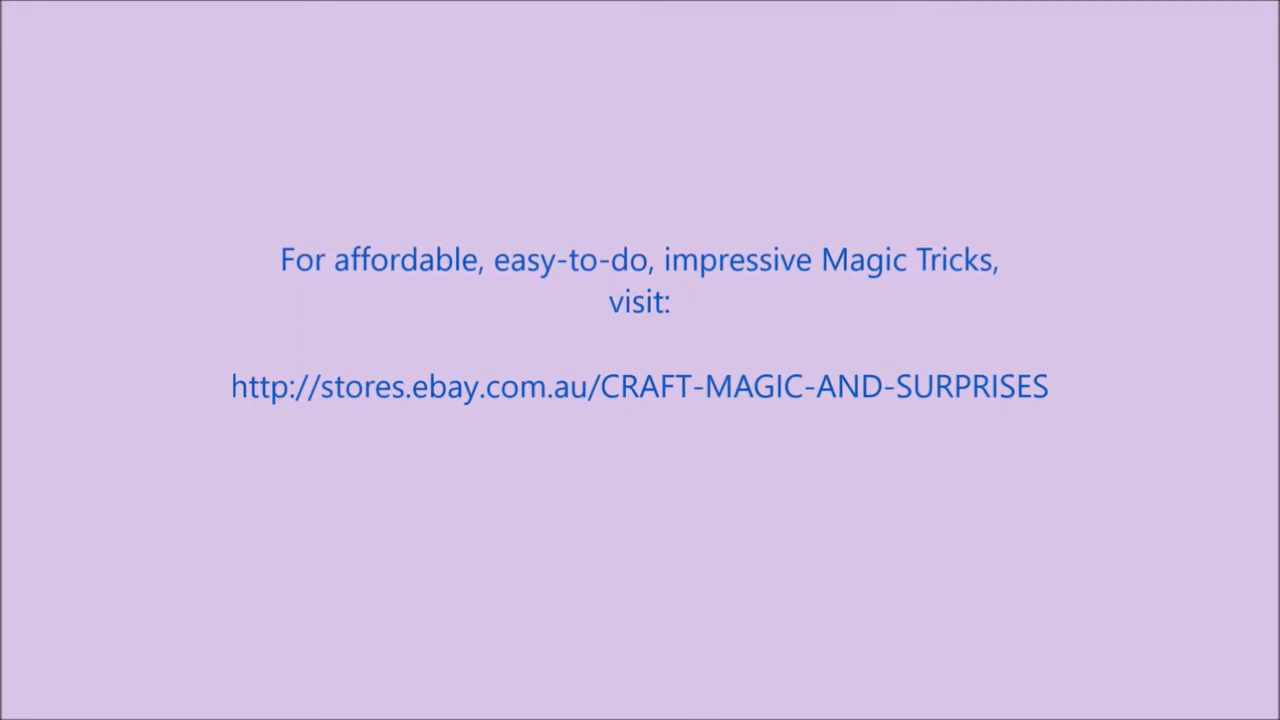 For affordable, easy-to-do, impressive Magic Tricks,
visit:
http://stores.ebay.com.au/CRAFT-MAGIC-AND-SURPRISES